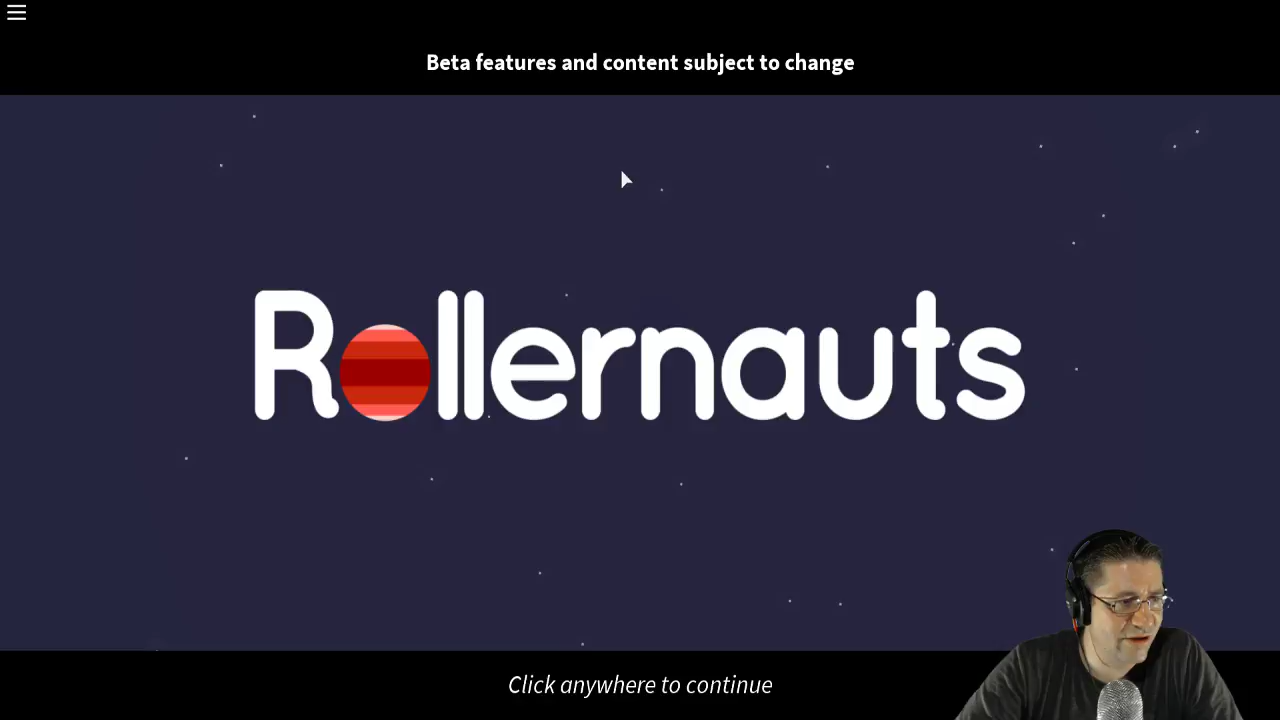 Beta features and content subject to change
Rollernauts
Click anywhere to continue